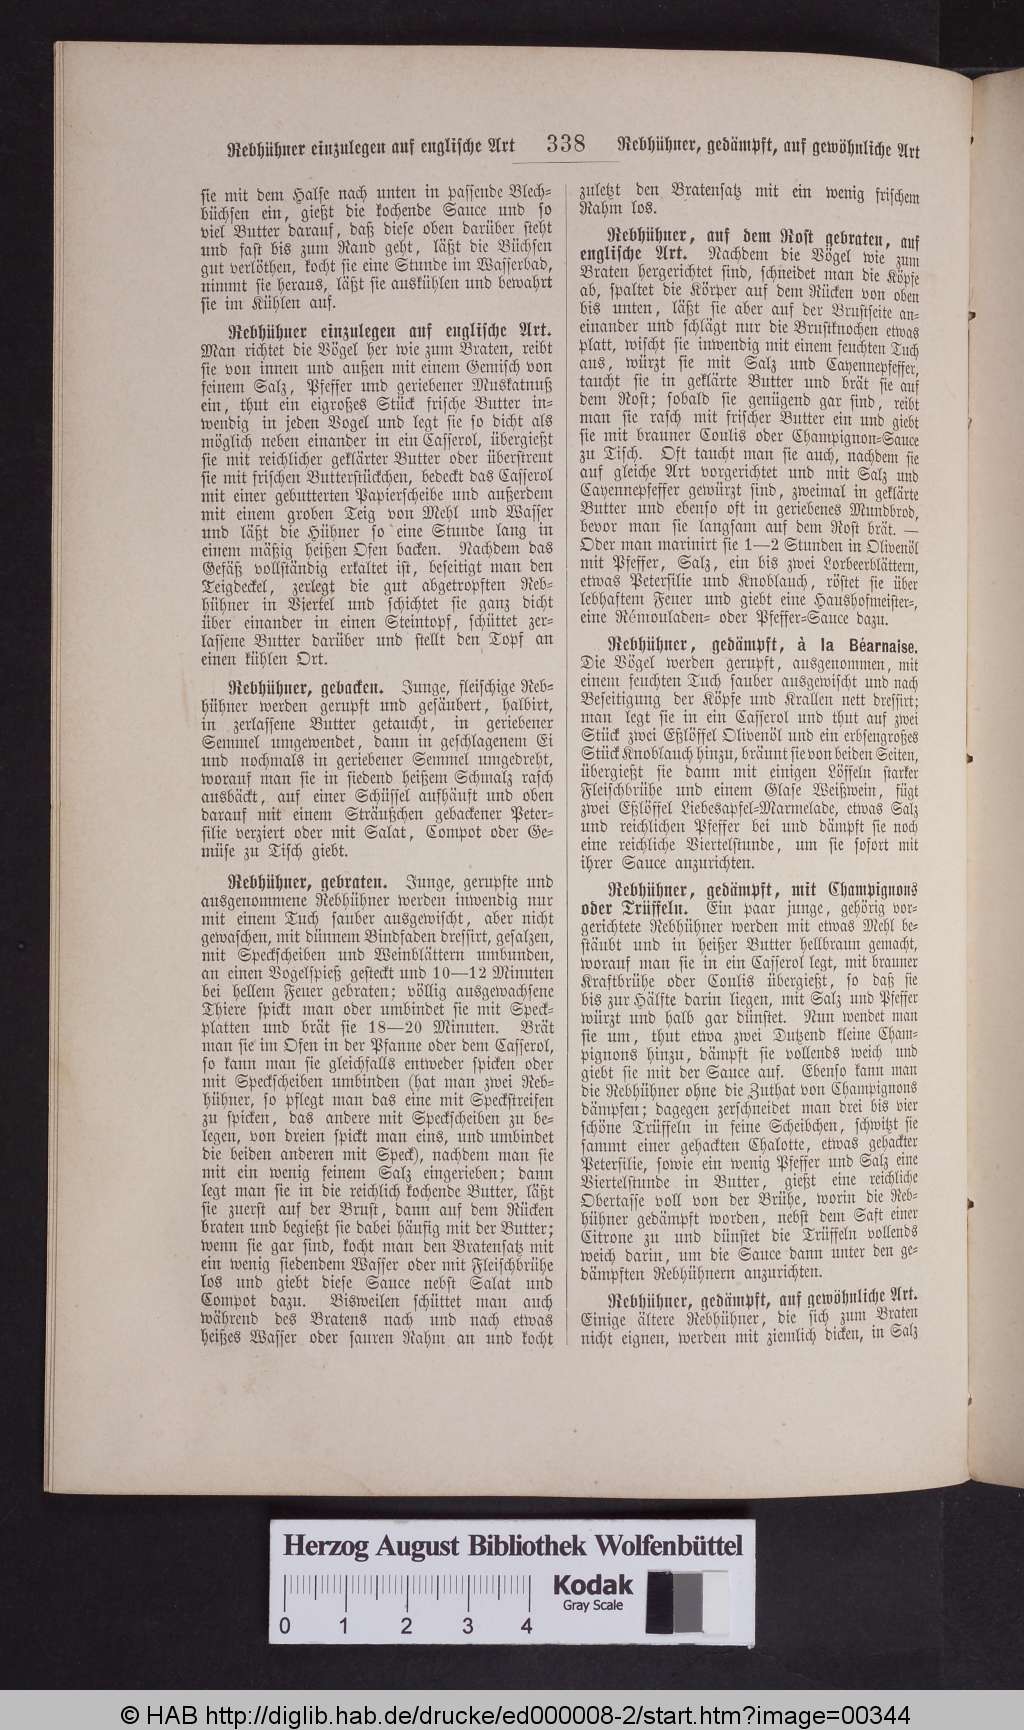 Rebhühner einzulegen auf englische Art 338 Rebhühner, gedämpft, auf gewöhnliche Art
sie mit dem Halse nach unten in passende Blech-
büchsen ein, gießt die kochende Sauce und so
viel Butter darauf, daß diese oben darüber steht
und fast bis zum Rand geht, läßt die Büchsen
gut verlöthen, kocht sie eine Stunde im Wasserbad,
nimmt sie heraus, läßt sie auskühlen und bewahrt
sie im Kühlen auf.
Rebhühner einzulegen auf englische Art.
Man richtet die Vögel her wie zum Braten, reibt
sie von innen und außen mit einem Gemisch von
feinem Salz, Pfeffer und geriebener Muskatnuß
ein, thut ein eigroßes Stück frische Butter in-
wendig in jeden Vogel und legt sie so dicht als
möglich neben einander in ein Casserol, übergießt
sie mit reichlicher geklärter Butter oder überstreut
sie mit frischen Butterstückchen, bedeckt das Casserol
mit einer gebutterten Papierscheibe und außerdem
mit einem groben Teig von Mehl und Wasser
und läßt die Hühner so eine Stunde lang in
einem mäßig heißen Ofen backen. Nachdem das
Gefäß vollständig erkaltet ist, beseitigt man den
Teigdeckel, zerlegt die gut abgetropften Reb-
hühner in Viertel und schichtet sie ganz dicht
über einander in einen Steintopf, schüttet zer-
lassene Butter darüber und stellt den Topf an
einen kühlen Ort.
Rebhühner, gebacken. Junge, fleischige Reb-
hühner werden gerupft und gesäubert, halbirt,
in zerlassene Butter getaucht, in geriebener
Semmel umgewendet, dann in geschlagenem Ei
und nochmals in geriebener Semmel umgedreht,
worauf man sie in siedend heißem Schmalz rasch
ausbäckt, auf einer Schüssel aufhäuft und oben
darauf mit einem Sträußchen gebackener Peter-
silie verziert oder mit Salat, Compot oder Ge-
müse zu Tisch giebt.
Rebhühner, gebraten. Junge, gerupfte und
ausgenommene Rebhühner werden inwendig nur
mit einem Tuch sauber ausgewischt, aber nicht
gewaschen, mit dünnem Bindfaden dressirt, gesalzen,
mit Speckscheiben und Weinblättern umbunden,
an einen Vogelspieß gesteckt und 10—12 Minuten
bei hellem Feuer gebraten; völlig ausgewachsene
Thiere spickt man oder umbindet sie mit Speck-
platten und brät sie 18—20 Minuten. Brät
man sie im Ofen in der Pfanne oder dem Casserol,
so kann man sie gleichfalls entweder spicken oder
mit Speckscheiben umbinden (hat man zwei Reb-
hühner, so pflegt man das eine mit Speckstreifen
zu spicken, das andere mit Speckscheiben zu be-
legen, von dreien spickt man eins, und umbindet
die beiden anderen mit Speck), nachdem man sie
mit ein wenig feinem Salz eingerieben; dann
legt man sie in die reichlich kochende Butter, läßt
sie zuerst auf der Brust, dann auf dem Rücken
braten und begießt sie dabei häufig mit der Butter;
wenn sie gar sind, kocht man den Bratensatz mit
ein wenig siedendem Wasser oder mit Fleischbrühe
los und giebt diese Sauce nebst Salat und
Compot dazu. Bisweilen schüttet man auch
während des Bratens nach und nach etwas
heißes Wasser oder sauren Rahm an und kocht
zuletzt den Bratensatz mit ein wenig frischem
Rahm los.
Rebhühner, auf dem Rost gebraten, auf
englische Art. Nachdem die Vögel wie zum
Braten hergerichtet sind, schneidet man die Köpfe
ab, spaltet die Körper auf dem Rücken von oben
bis unten, läßt sie aber auf der Brustseite an-
einander und schlägt nur die Brustknochen etwas
platt, wischt sie inwendig mit einem feuchten Tuch
aus, würzt sie mit Salz und Cayennepfeffer,
taucht sie in geklärte Butter und brät sie auf
dem Rost; sobald sie genügend gar sind, reibt
man sie rasch mit frischer Butter ein und giebt
sie mit brauner Coulis oder Champignon-Sauce
zu Tisch. Oft taucht man sie auch, nachdem sie
auf gleiche Art vorgerichtet und mit Salz und
Cayennepfeffer gewürzt sind, zweimal in geklärte
Butter und ebenso oft in geriebenes Mundbrod,
bevor man sie langsam auf dem Rost brät. —
Oder man marinirt sie 1—2 Stunden in Olivenöl
mit Pfeffer, Salz, ein bis zwei Lorbeerblättern,
etwas Petersilie und Knoblauch, röstet sie über
lebhaftem Feuer und giebt eine Haushofmeister-,
eine Rémouladen- oder Pfeffer-Sauce dazu.
Rebhühner, gedämpft, à la Béarnaise.
Die Vögel werden gerupft, ausgenommen, mit
einem feuchten Tuch sauber ausgewischt und nach
Beseitigung der Köpfe und Krallen nett dressirt;
man legt sie in ein Casserol und thut auf zwei
Stück zwei Eßlöffel Olivenöl und ein erbsengroßes
Stück Knoblauch hinzu, bräunt sie von beiden Seiten,
übergießt sie dann mit einigen Löffeln starker
Fleischbrühe und einem Glase Weißwein, fügt
zwei Eßlöffel Liebesapfel-Marmelade, etwas Salz
und reichlichen Pfeffer bei und dämpft sie noch
eine reichliche Viertelstunde, um sie sofort mit
ihrer Sauce anzurichten.
Rebhühner, gedämpft, mit Champignons
oder Trüffeln. Ein paar junge, gehörig vor-
gerichtete Rebhühner werden mit etwas Mehl be-
stäubt und in heißer Butter hellbraun gemacht,
worauf man sie in ein Casserol legt, mit brauner
Kraftbrühe oder Coulis übergießt, so daß sie
bis zur Hälfte darin liegen, mit Salz und Pfeffer
würzt und halb gar dünstet. Nun wendet man
sie um, thut etwa zwei Dutzend kleine Cham-
pignons hinzu, dämpft sie vollends weich und
giebt sie mit der Sauce auf. Ebenso kann man
die Rebhühner ohne die Zuthat von Champignons
dämpfen; dagegen zerschneidet man drei bis vier
schöne Trüffeln in feine Scheibchen, schwitzt sie
sammt einer gehackten Chalotte, etwas gehackter
Petersilie, sowie ein wenig Pfeffer und Salz eine
Viertelstunde in Butter, gießt eine reichliche
Obertasse voll von der Brühe, worin die Reb-
hühner gedämpft worden, nebst dem Saft einer
Citrone zu und dünstet die Trüffeln vollends
weich darin, um die Sauce dann unter den ge-
dämpften Rebhühnern anzurichten.
Rebhühner, gedämpft, auf gewöhnliche Art.
Einige ältere Rebhühner, die sich zum Braten
nicht eignen, werden mit ziemlich dicken, in Salz
Herzog August Bibliothek Wolfenbüttel
Kodak
Gray Scale
0 1 2 3 4
© HAB http://diglib.hab.de/drucke/ed000008-2/start.htm?image=00344